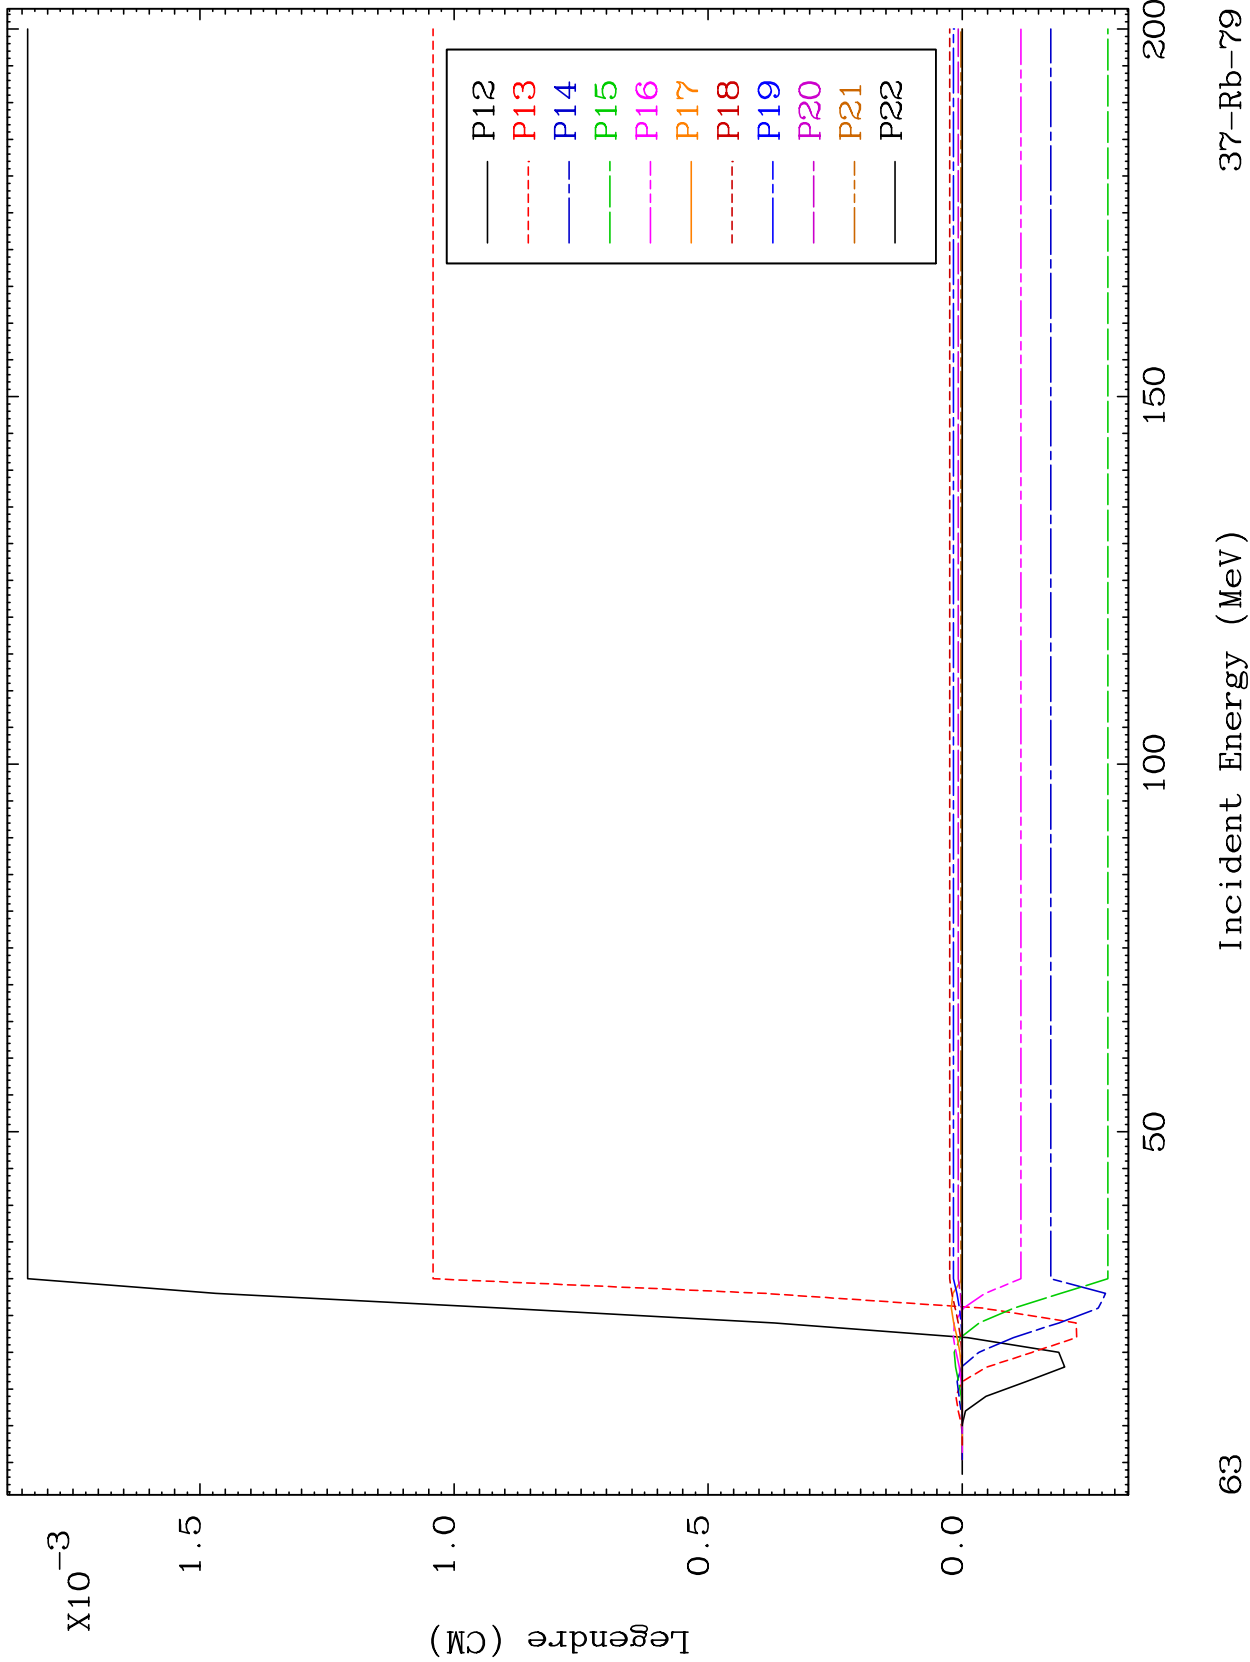 X10-3
1.5
1.0
0.5
0.0
Legendre (CM)
P12
P13
P14
P15
P16
P17
P18
P19
P20
P21
P22
50
100
150
200
63
Incident Energy (MeV)
37-Rb-79